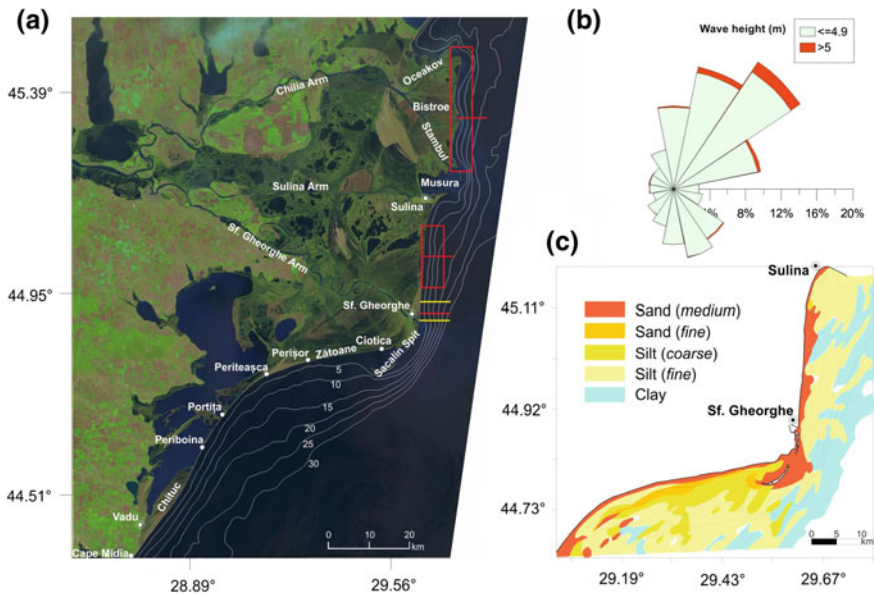 (a)
45.39°
44.95°
44.51°
28.89°
29.56°
Oceakov
Chilia Arm
Bistroe
Stambul
Musura
Sulina Arm
Sulina
Sf. Gheorghe Arm
Sf. Gheorghe
Ciotica
Sacalin Spit
Zătoane
Perișor
Periteașca
Portița
Periboina
Chituc
Vadu
Cape Midia
5
10
15
20
25
30
0 10 20
km
(b)
Wave height (m)
<=4.9
>5
4%
8%
12%
16%
20%
(c)
Sulina
45.11°
Sand (medium)
Sand (fine)
Silt (coarse)
Silt (fine)
Clay
Sf. Gheorghe
44.92°
44.73°
0 5 10
km
29.19°
29.43°
29.67°